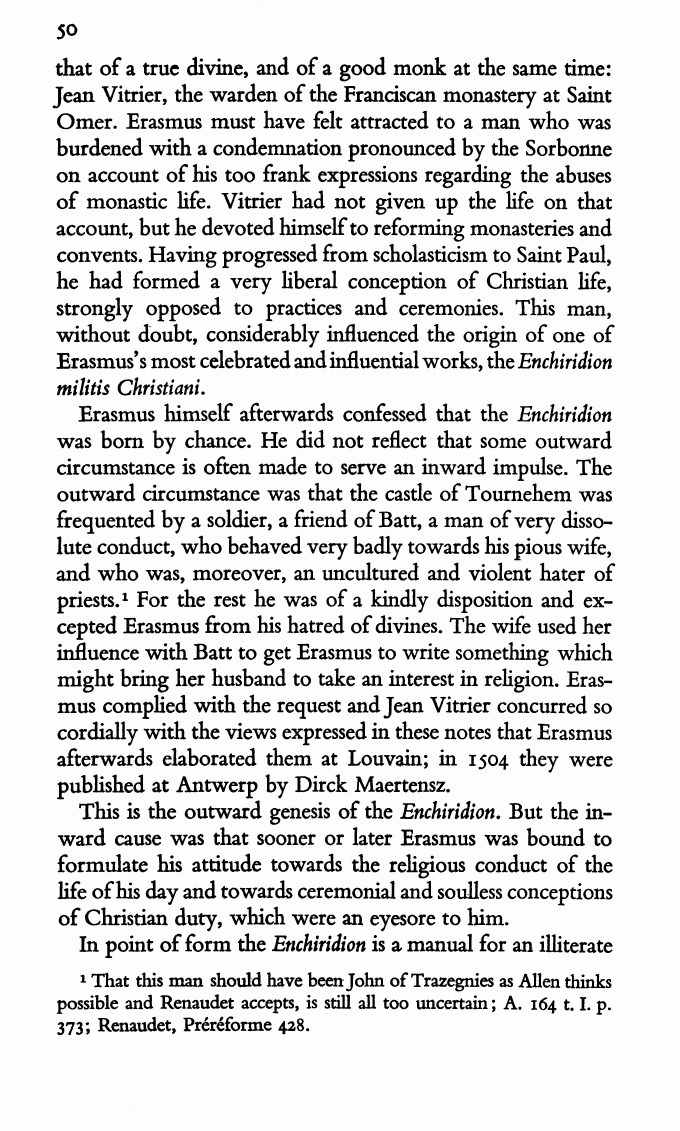 50
that of a true divine, and of a good monk at the same time:
Jean Vitrier, the warden of the Franciscan monastery at Saint
Omer. Erasmus must have felt attracted to a man who was
burdened with a condemnation pronounced by the Sorbonne
on account of his too frank expressions regarding the abuses
of monastic life. Vitrier had not given up the life on that
account, but he devoted himself to reforming monasteries and
convents. Having progressed from scholasticism to Saint Paul,
he had formed a very liberal conception of Christian life,
strongly opposed to practices and ceremonies. This man,
without doubt, considerably influenced the origin of one of
Erasmus's most celebrated and influential works, the Enchiridion
militis Christiani.
Erasmus himself afterwards confessed that the Enchiridion
was born by chance. He did not reflect that some outward
circumstance is often made to serve an inward impulse. The
outward circumstance was that the castle of Tournehem was
frequented by a soldier, a friend of Batt, a man of very disso-
lute conduct, who behaved very badly towards his pious wife,
and who was, moreover, an uncultured and violent hater of
priests.¹ For the rest he was of a kindly disposition and ex-
cepted Erasmus from his hatred of divines. The wife used her
influence with Batt to get Erasmus to write something which
might bring her husband to take an interest in religion. Eras-
mus complied with the request and Jean Vitrier concurred so
cordially with the views expressed in these notes that Erasmus
afterwards elaborated them at Louvain; in 1504 they were
published at Antwerp by Dirck Maertensz.
This is the outward genesis of the Enchiridion. But the in-
ward cause was that sooner or later Erasmus was bound to
formulate his attitude towards the religious conduct of the
life of his day and towards ceremonial and soulless conceptions
of Christian duty, which were an eyesore to him.
In point of form the Enchiridion is a manual for an illiterate
¹ That this man should have been John of Trazegnies as Allen thinks
possible and Renaudet accepts, is still all too uncertain; A. 164 t. I. p.
373; Renaudet, Préréforme 428.